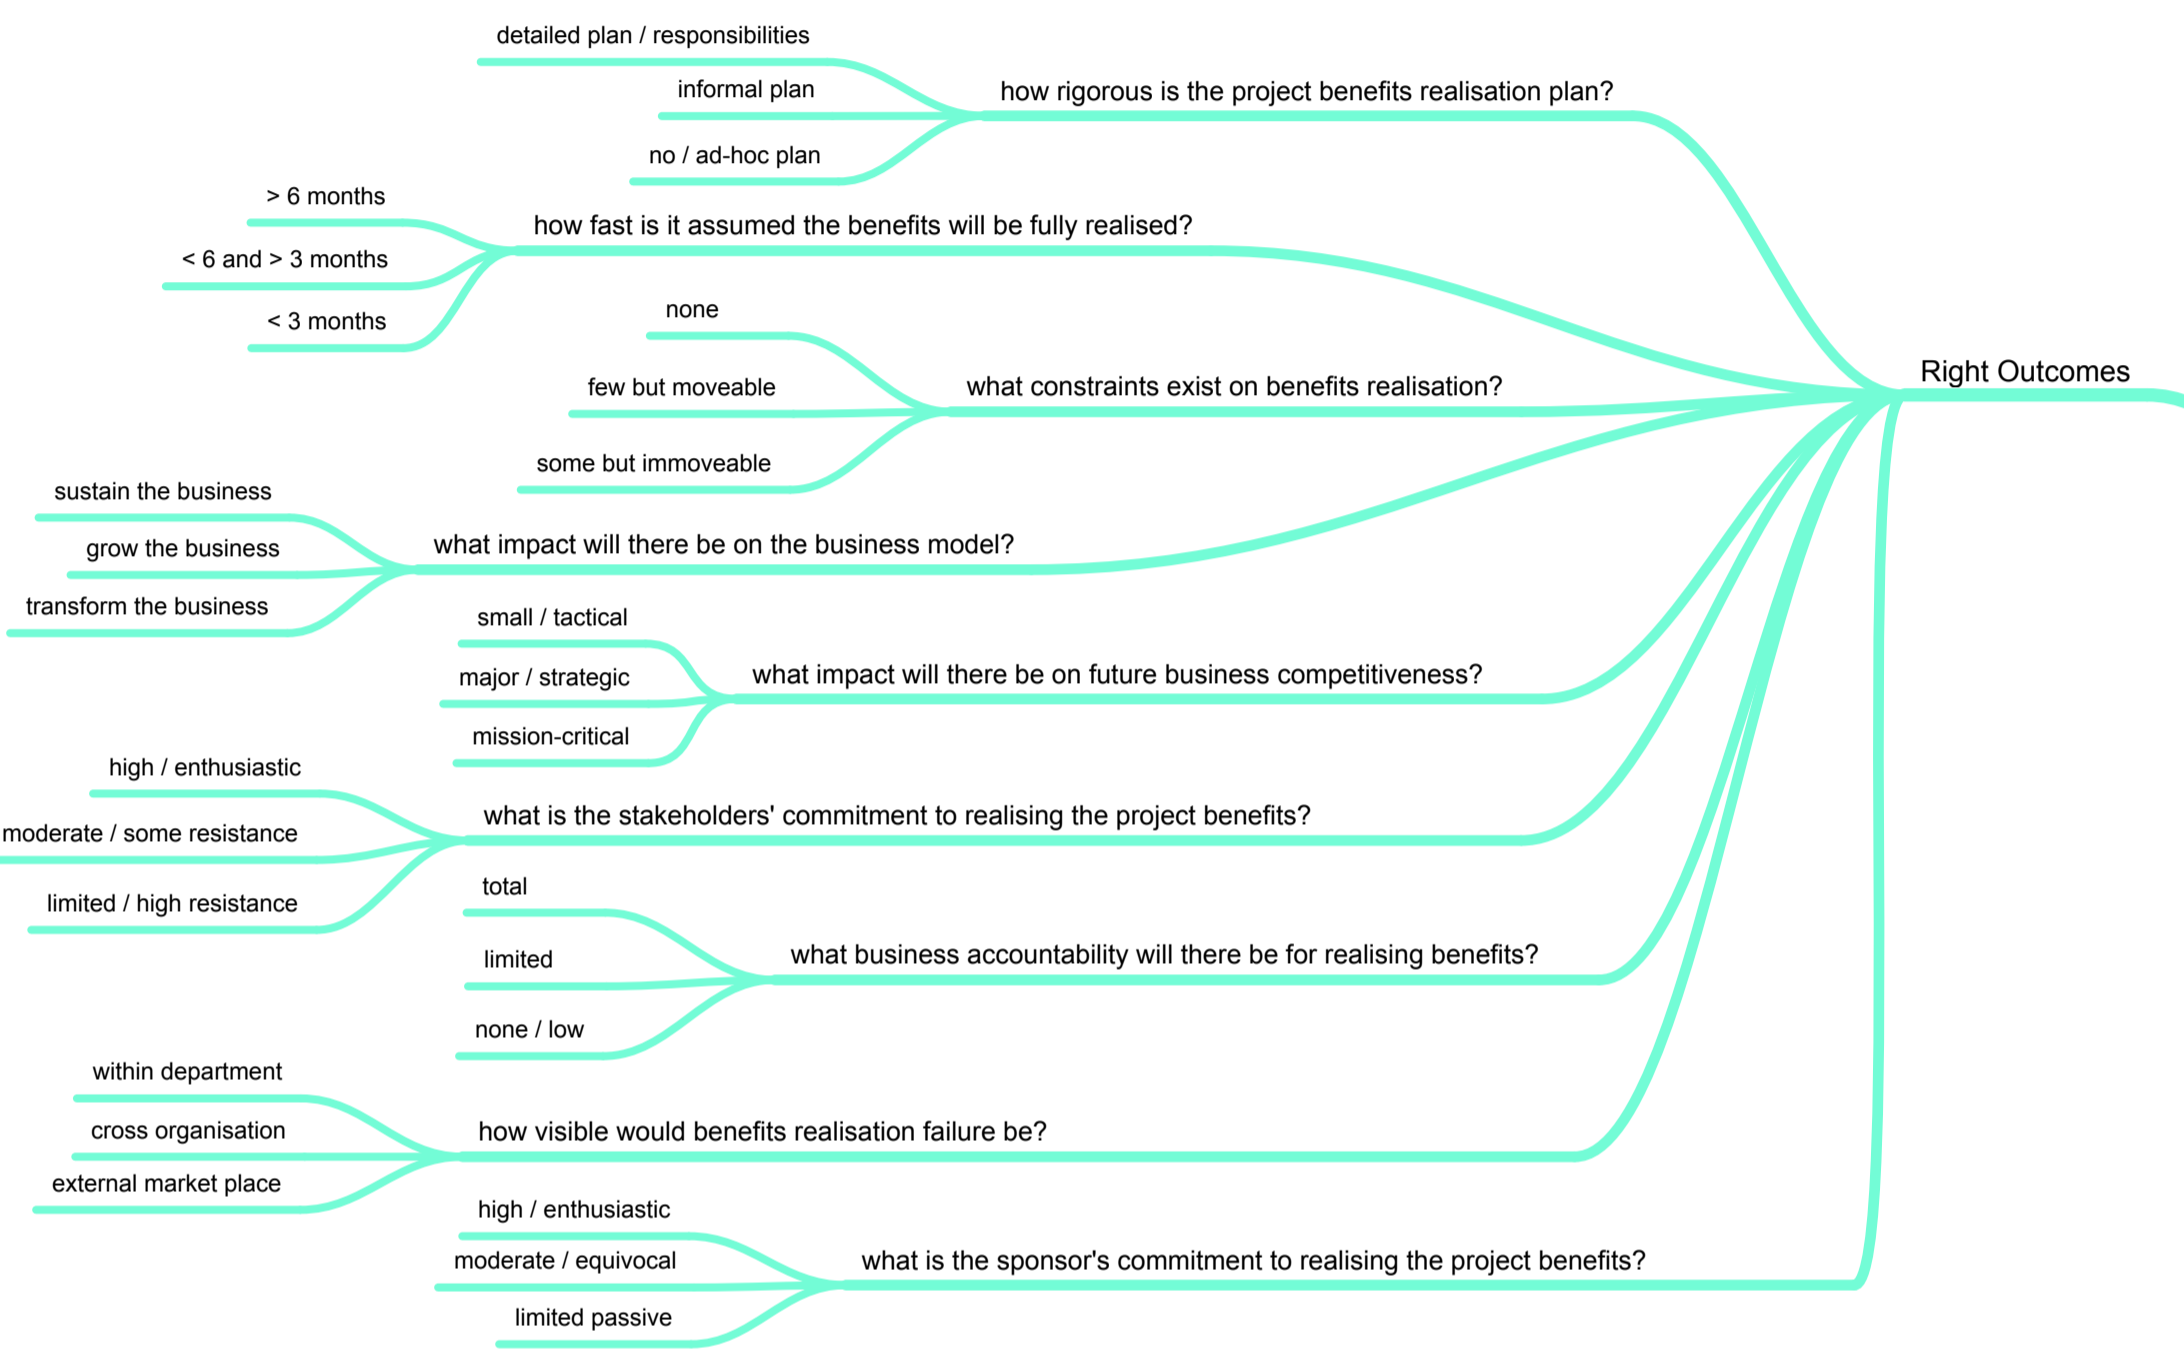 Right Outcomes
how rigorous is the project benefits realisation plan?
detailed plan / responsibilities
informal plan
no / ad-hoc plan
how fast is it assumed the benefits will be fully realised?
> 6 months
< 6 and > 3 months
< 3 months
what constraints exist on benefits realisation?
none
few but moveable
some but immoveable
what impact will there be on the business model?
sustain the business
grow the business
transform the business
what impact will there be on future business competitiveness?
small / tactical
major / strategic
mission-critical
what is the stakeholders' commitment to realising the project benefits?
high / enthusiastic
moderate / some resistance
limited / high resistance
what business accountability will there be for realising benefits?
total
limited
none / low
how visible would benefits realisation failure be?
within department
cross organisation
external market place
what is the sponsor's commitment to realising the project benefits?
high / enthusiastic
moderate / equivocal
limited passive